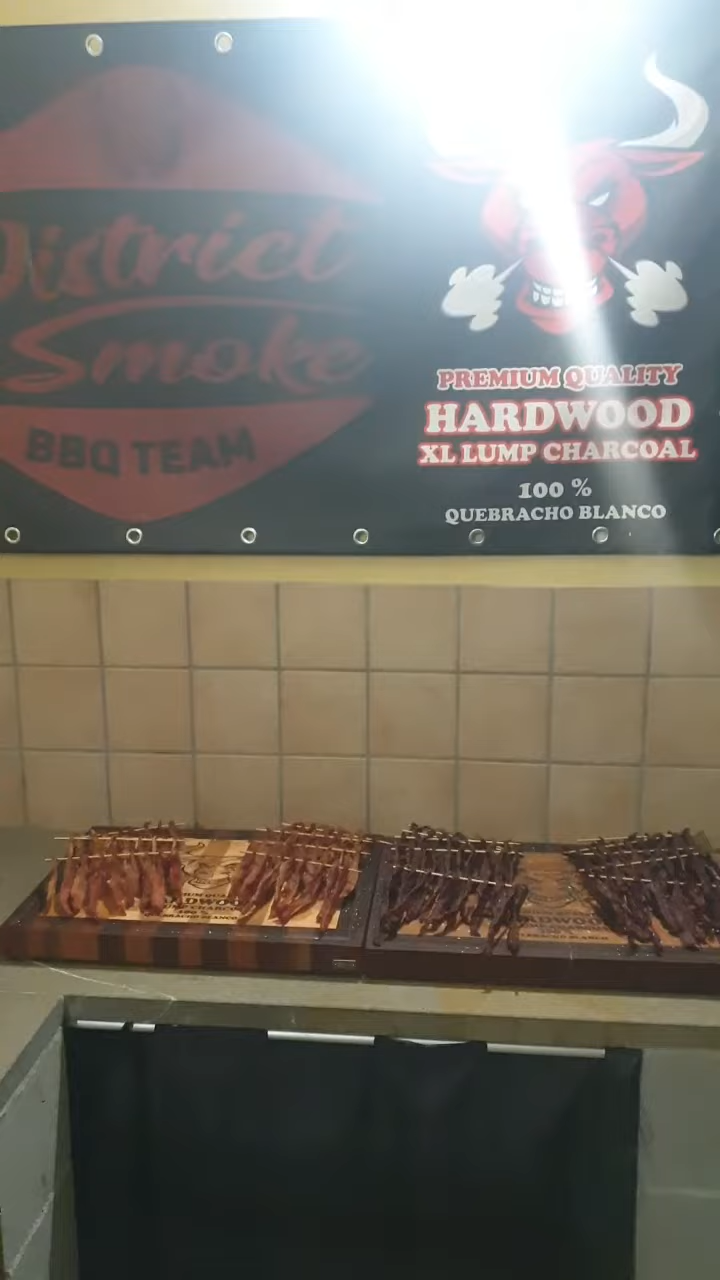 District
Smoke
BBQ TEAM
PREMIUM QUALITY
HARDWOOD
XL LUMP CHARCOAL
100 %
QUEBRACHO BLANCO